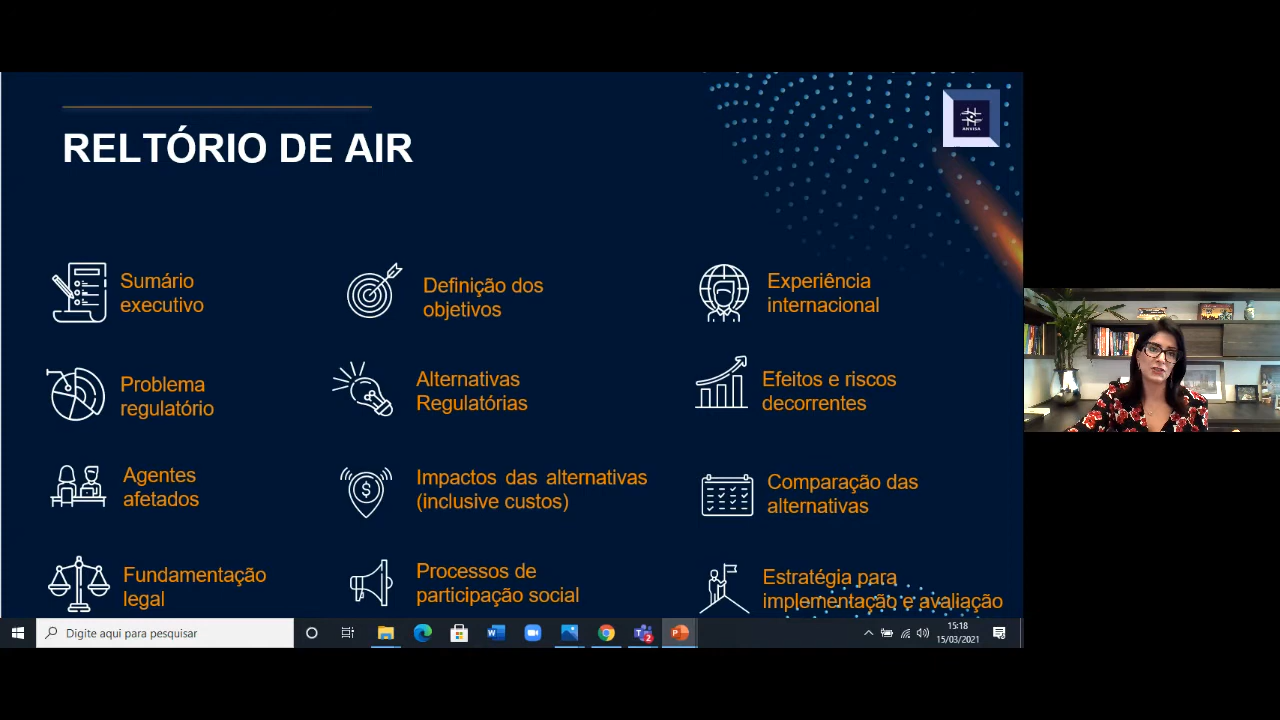 RELTÓRIO DE AIR
ANVISA
Sumário
executivo
Definição dos
objetivos
Experiência
internacional
Problema
regulatório
Alternativas
Regulatórias
Efeitos e riscos
decorrentes
Agentes
afetados
Impactos das alternativas
(inclusive custos)
Comparação das
alternativas
Fundamentação
legal
Processos de
participação social
Estratégia para
implementação e avaliação
Digite aqui para pesquisar
15:18
15/03/2021